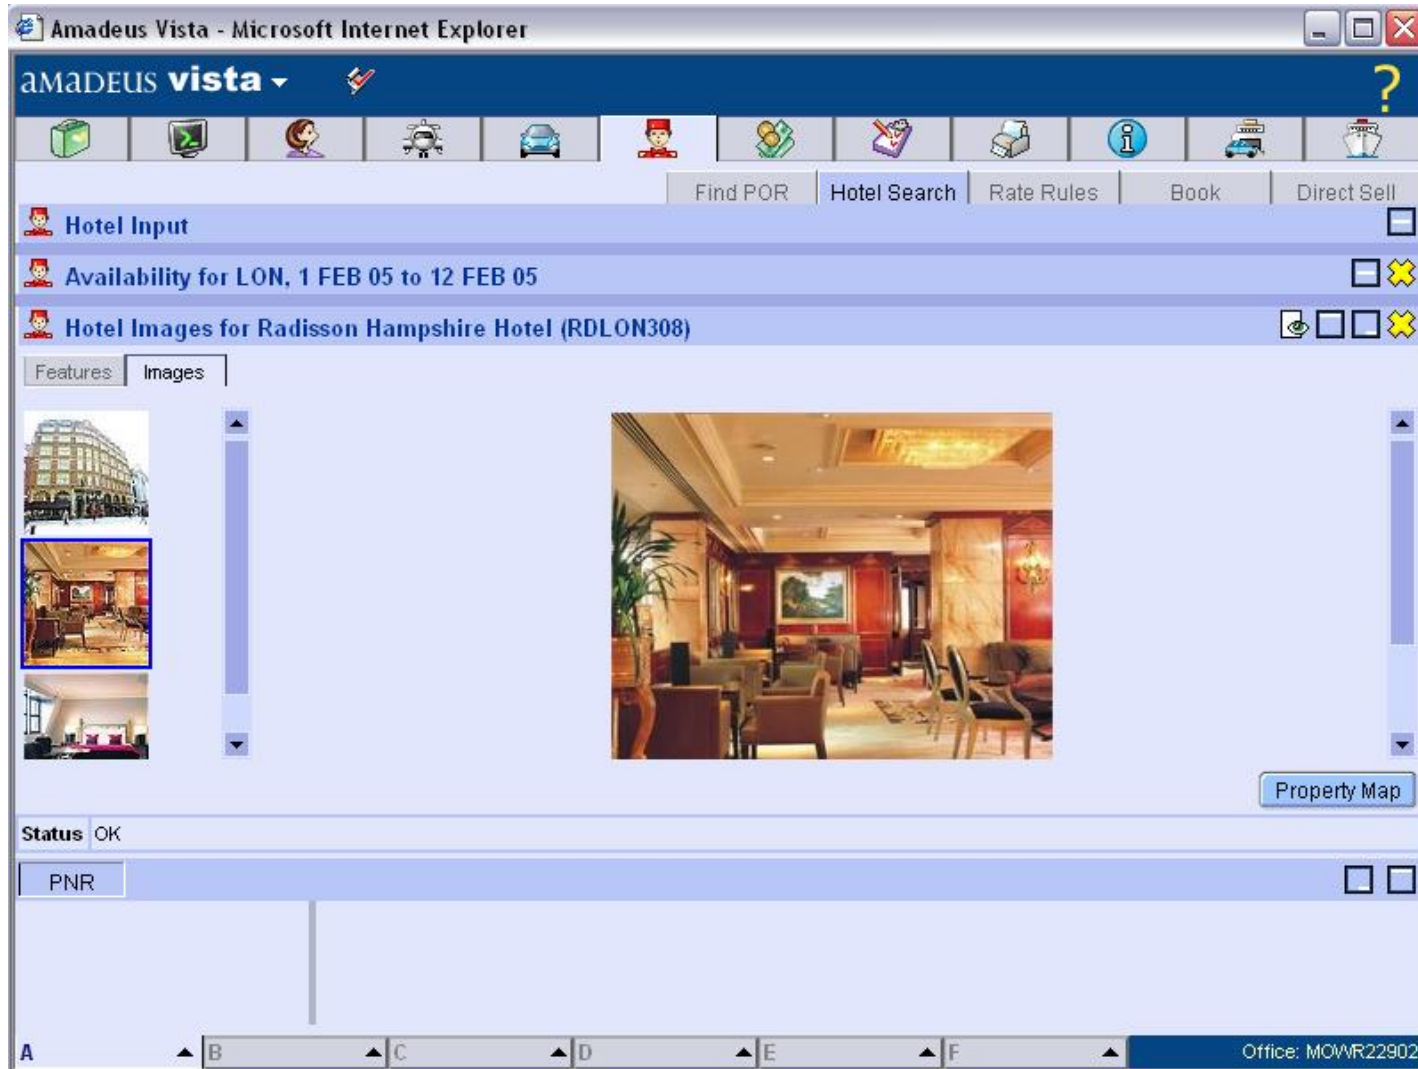 Amadeus Vista - Microsoft Internet Explorer
aMaDEUS vista
?
Find POR Hotel Search Rate Rules Book Direct Sell
Hotel Input
Availability for LON, 1 FEB 05 to 12 FEB 05
Hotel Images for Radisson Hampshire Hotel (RDLON308)
Features Images
Property Map
Status OK
PNR
A B C D E F Office: MOWR22902